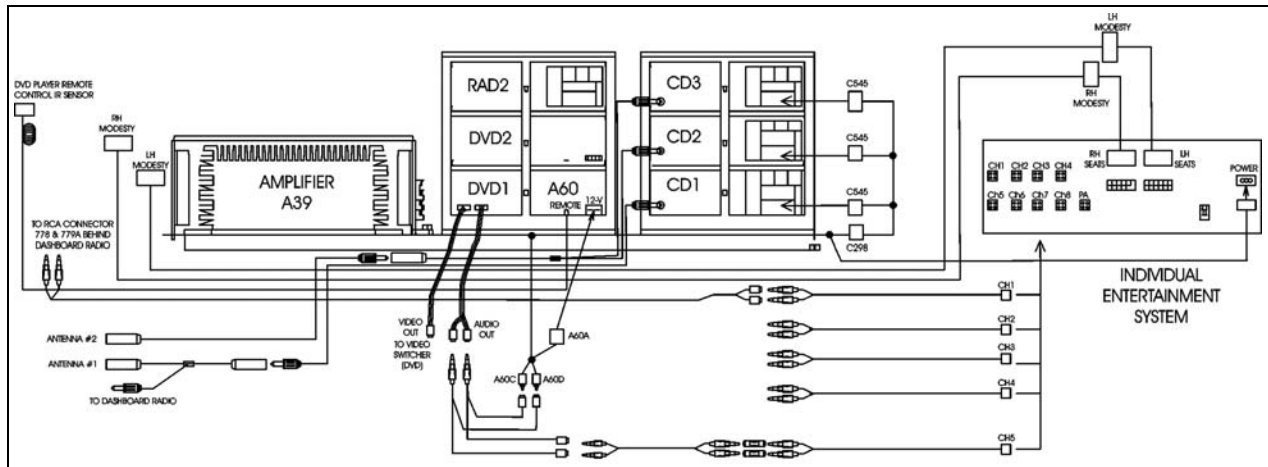 LH
MODESTY
DVD PLAYER REMOTE
CONTROL IR SENSOR
RH
MODESTY
RAD2
CD3
C545
RH
MODESTY
LH
MODESTY
AMPLIFIER
A39
DVD2
CD2
C545
RH
SEATS
LH
SEATS
POWER
CH1
CH2
CH3
CH4
DVD1
A60
REMOTE
12-V
CD1
C545
Ch5
Ch6
Ch7
Ch8
PA
TO RCA CONNECTOR
778 & 779A BEHIND
DASHBOARD RADIO
C298
INDIVIDUAL
ENTERTAINMENT
SYSTEM
CH1
VIDEO
OUT
TO VIDEO
SWITCHER
(DVD)
AUDIO
OUT
CH2
ANTENNA #2
A60A
CH3
ANTENNA #1
A60C
A60D
CH4
TO DASHBOARD RADIO
CH5